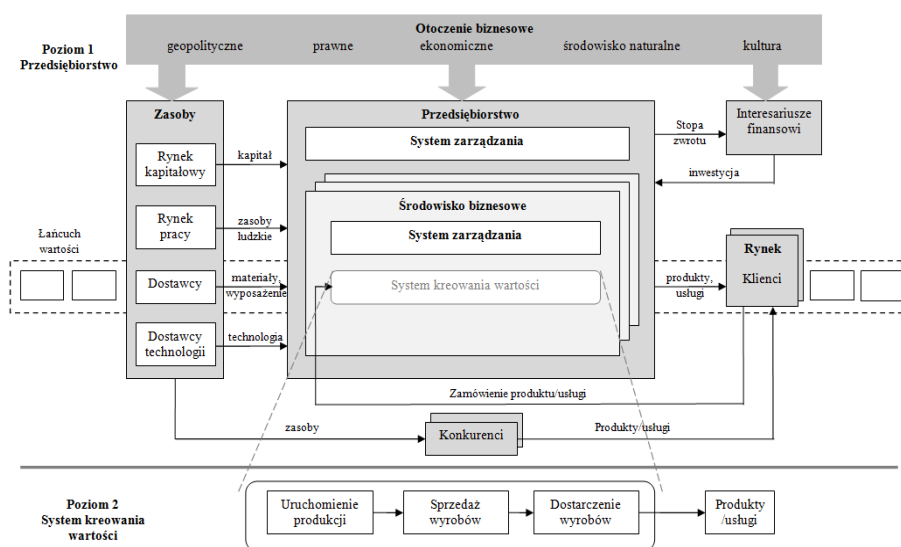 Otoczenie biznesowe
geopolityczne prawne ekonomiczne środowisko naturalne kultura
Poziom 1
Przedsiębiorstwo
Zasoby
Rynek
kapitałowy
Rynek
pracy
Dostawcy
Dostawcy
technologii
kapitał
zasoby
ludzkie
materiały,
wyposażenie
technologia
Przedsiębiorstwo
System zarządzania
Środowisko biznesowe
System zarządzania
System kreowania wartości
Stopa
zwrotu
Interesariusze
finansowi
inwestycja
Łańcuch
wartości
produkty,
usługi
Rynek
Klienci
Zamówienie produktu/usługi
zasoby
Konkurenci
Produkty/usługi
Poziom 2
System kreowania
wartości
Uruchomienie
produkcji
Sprzedaż
wyrobów
Dostarczenie
wyrobów
Produkty
/usługi